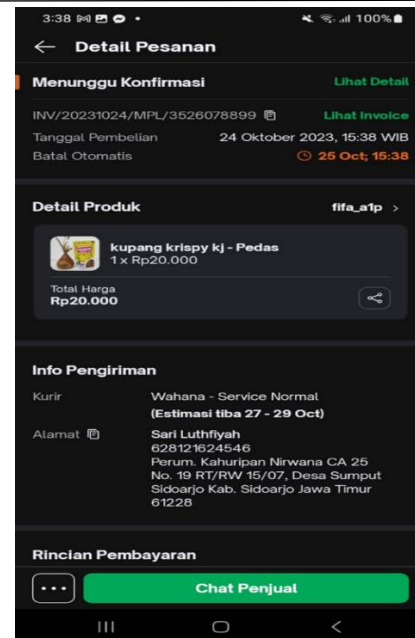 3:38
100%
Detail Pesanan
Menunggu Konfirmasi Lihat Detail
INV/20231024/MPL/3526078899 Lihat Invoice
Tanggal Pembelian 24 Oktober 2023, 15:38 WIB
Batal Otomatis 25 Oct; 15:38
Detail Produk fifa_a1p >
kupang krispy kj - Pedas
1 x Rp20.000
Total Harga
Rp20.000
Info Pengiriman
Kurir Wahana - Service Normal
(Estimasi tiba 27 - 29 Oct)
Alamat Sari Luthfiyah
628121624546
Perum. Kahuripan Nirwana CA 25
No. 19 RT/RW 15/07, Desa Sumput
Sidoarjo Kab. Sidoarjo Jawa Timur
61228
Rincian Pembayaran
Chat Penjual